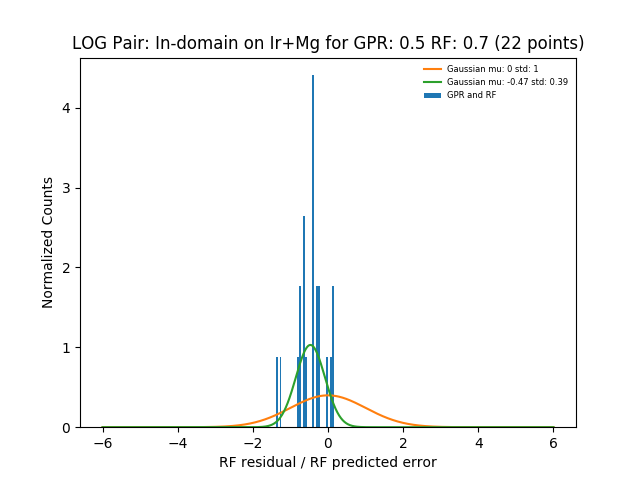 LOG Pair: In-domain on Ir+Mg for GPR: 0.5 RF: 0.7 (22 points)
Gaussian mu: 0 std: 1
Gaussian mu: -0.47 std: 0.39
GPR and RF
Normalized Counts
4
3
2
1
0
−6 −4 −2 0 2 4 6
RF residual / RF predicted error